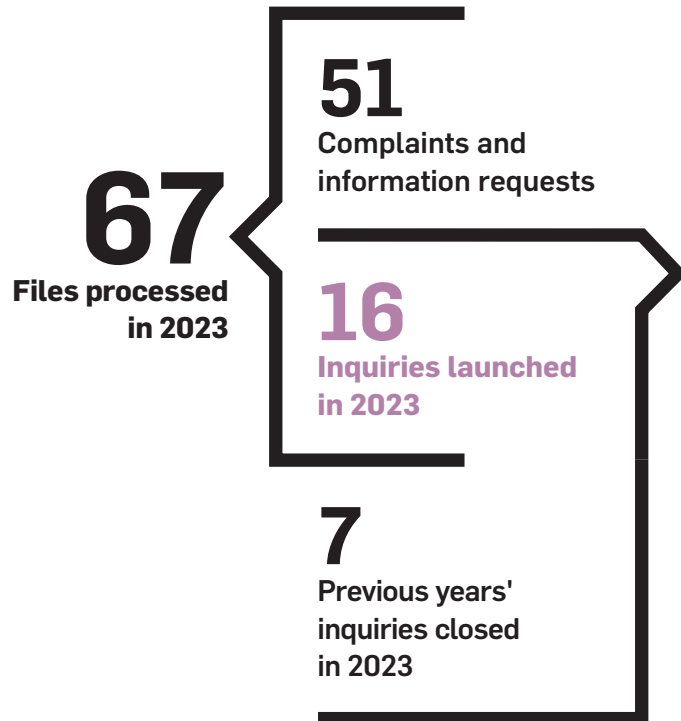 67
Files processed
in 2023
51
Complaints and
information requests
16
Inquiries launched
in 2023
7
Previous years'
inquiries closed
in 2023